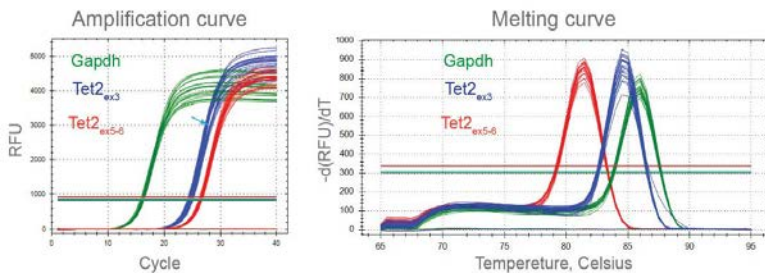 Amplification curve
Gapdh
Tet2ex3
Tet2ex5-6
RFU
5000
4000
3000
2000
1000
0
0
10
20
30
40
Cycle
Melting curve
Gapdh
Tet2ex3
Tet2ex5-6
-d(RFU)/dT
1000
900
800
700
600
500
400
300
200
100
0
65
70
75
80
85
90
95
Tempereture, Celsius